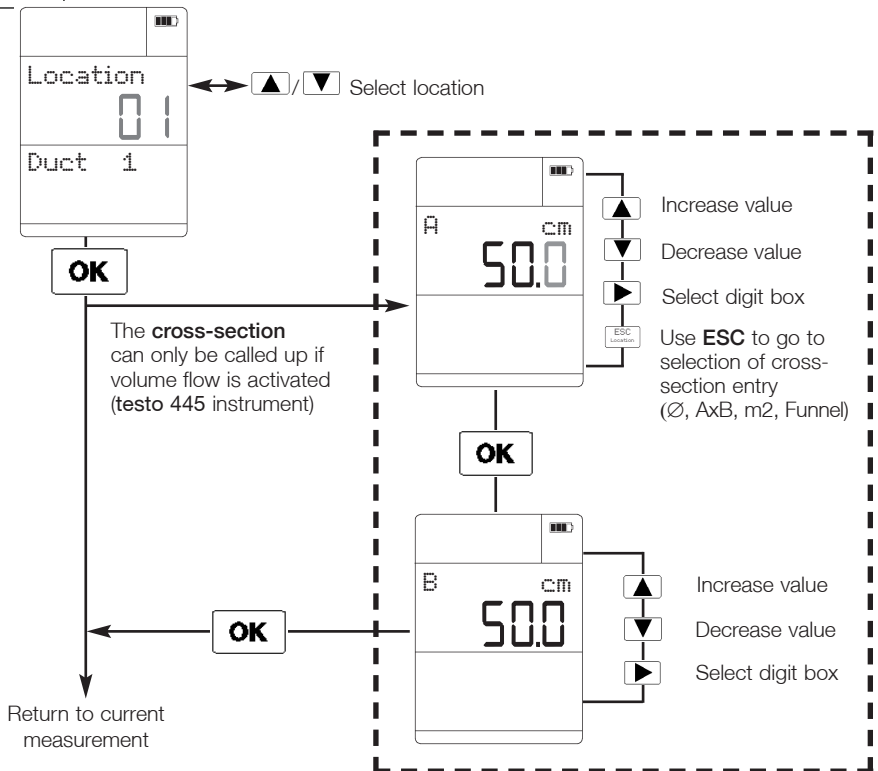 Location
01
Duct 1
▲/▼ Select location
OK
The cross-section
can only be called up if
volume flow is activated
(testo 445 instrument)
A cm
50.0
▲ Increase value
▼ Decrease value
▶ Select digit box
ESC
Location
Use ESC to go to
selection of cross-
section entry
(∅, AxB, m2, Funnel)
OK
B cm
50.0
▲ Increase value
▼ Decrease value
▶ Select digit box
OK
Return to current
measurement